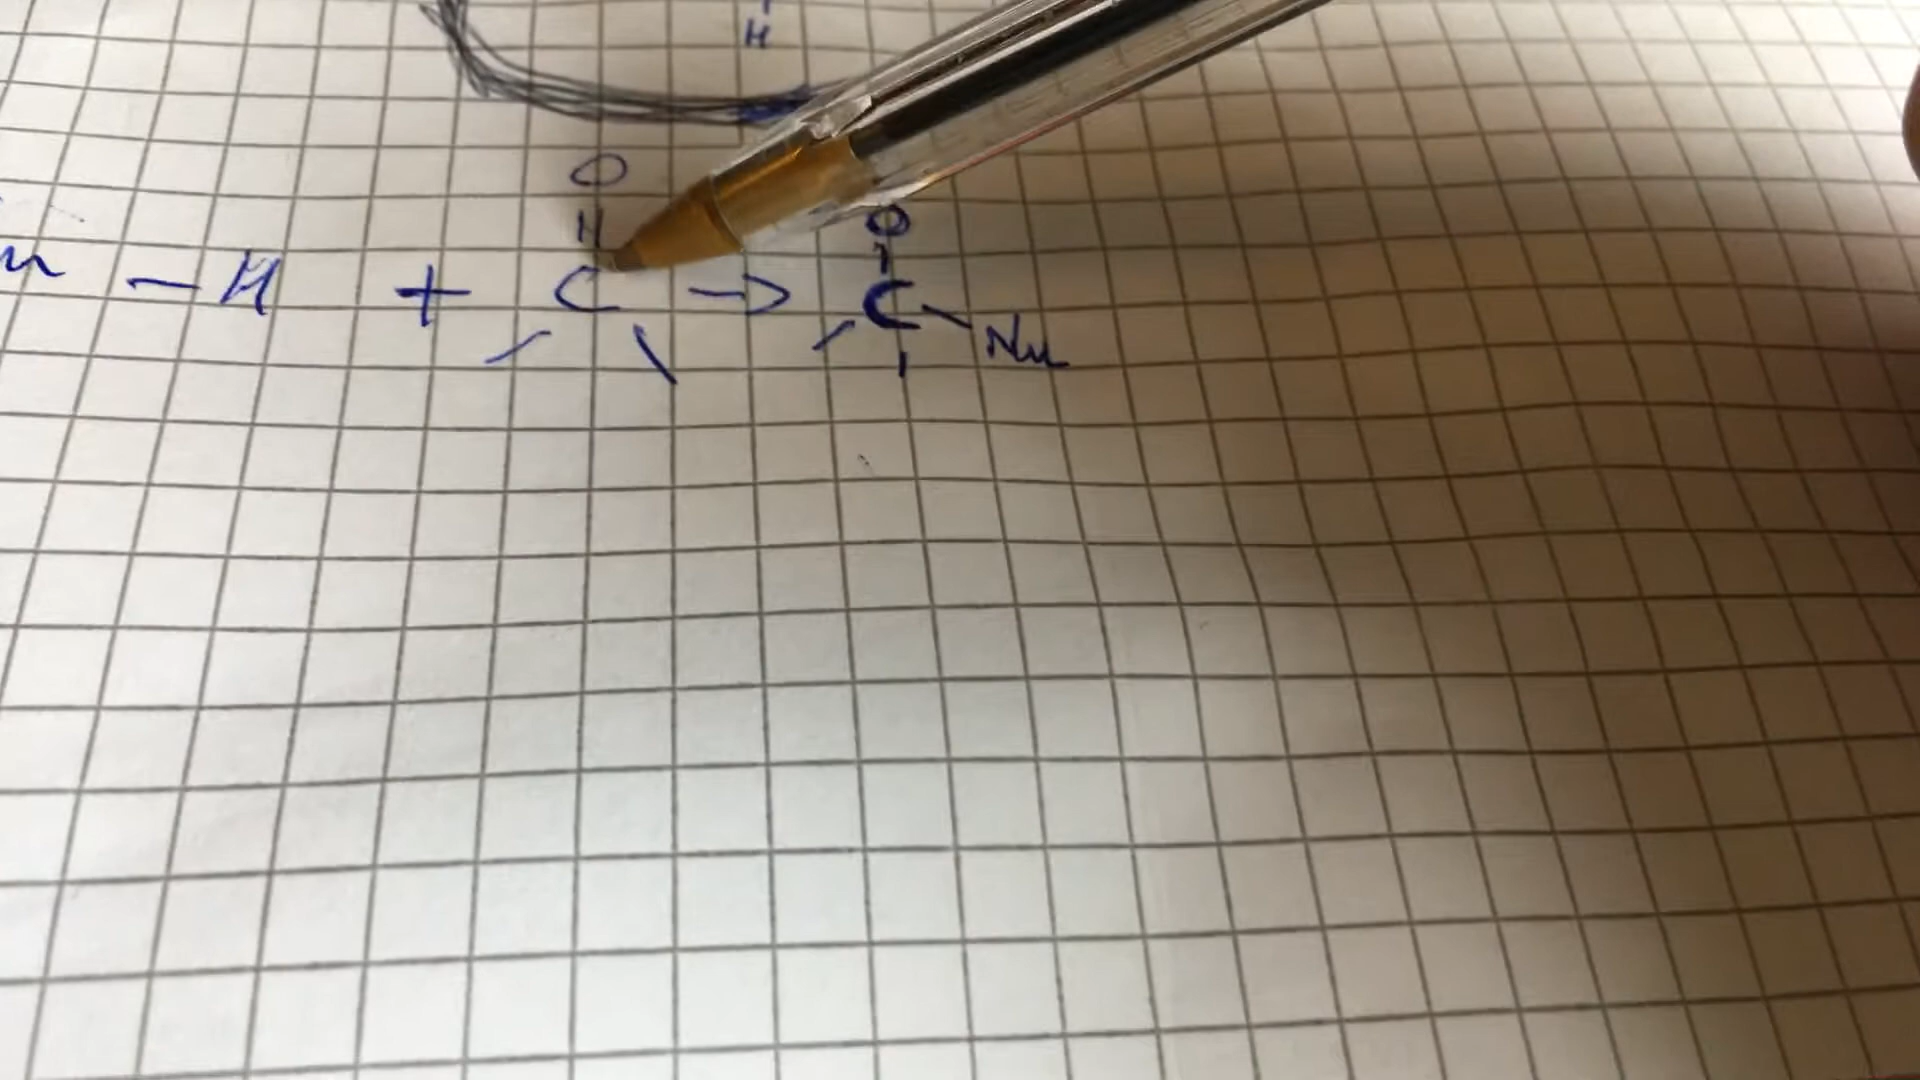 H
O O
— H + C → C — Nu